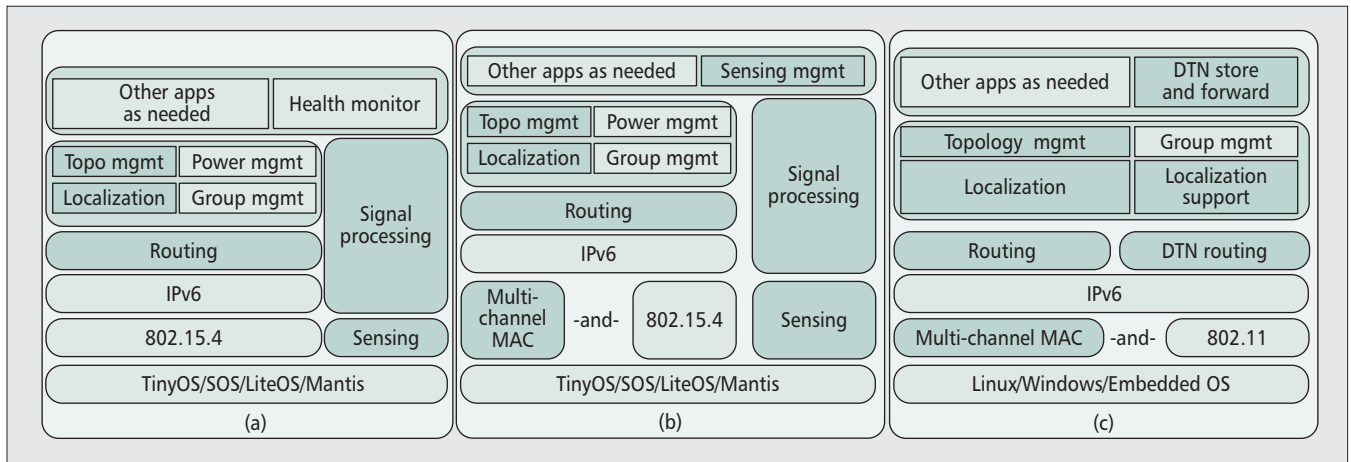 Other apps
as needed
Health monitor
Topo mgmt
Power mgmt
Localization
Group mgmt
Signal
processing
Routing
IPv6
802.15.4
Sensing
TinyOS/SOS/LiteOS/Mantis
(a)
Other apps as needed
Sensing mgmt
Topo mgmt
Power mgmt
Localization
Group mgmt
Signal
processing
Routing
IPv6
Multi-
channel
MAC
-and-
802.15.4
Sensing
TinyOS/SOS/LiteOS/Mantis
(b)
Other apps as needed
DTN store
and forward
Topology mgmt
Group mgmt
Localization
Localization
support
Routing
DTN routing
IPv6
Multi-channel MAC
-and-
802.11
Linux/Windows/Embedded OS
(c)